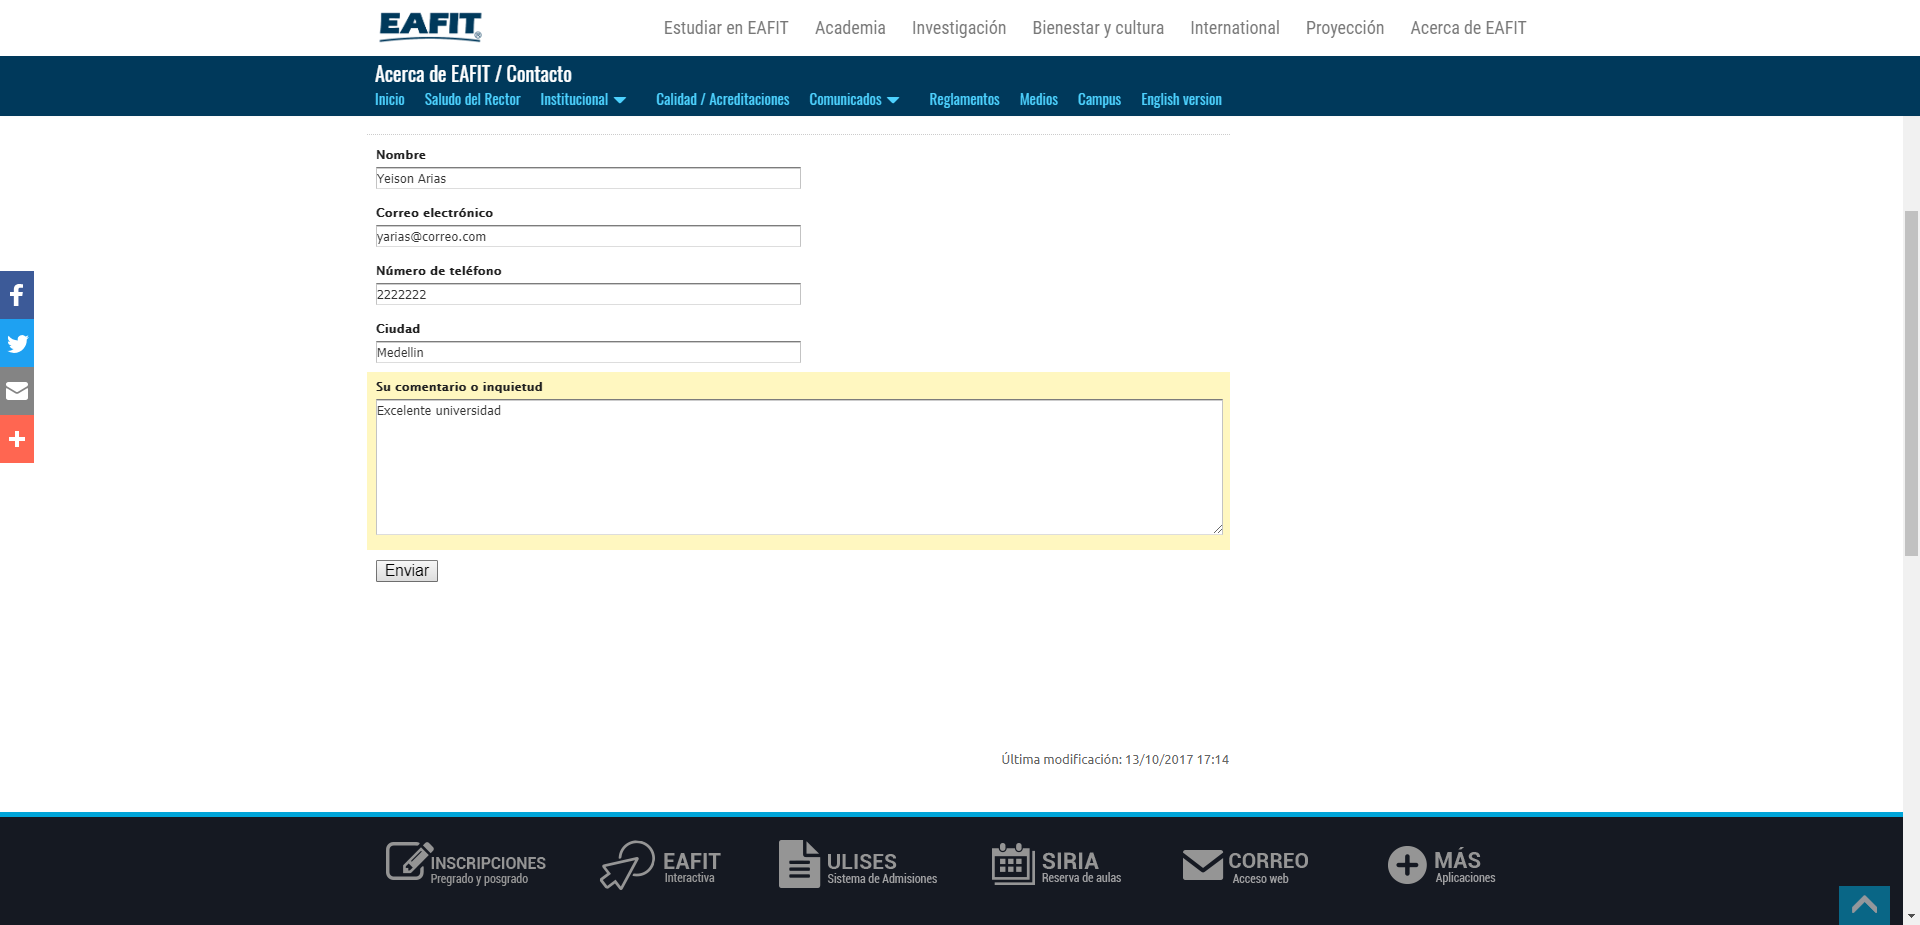 EAFIT®
Estudiar en EAFIT Academia Investigación Bienestar y cultura International Proyección Acerca de EAFIT
Acerca de EAFIT / Contacto
Inicio Saludo del Rector Institucional Calidad / Acreditaciones Comunicados Reglamentos Medios Campus English version
Nombre
Yeison Arias
Correo electrónico
yarias@correo.com
Número de teléfono
2222222
Ciudad
Medellin
Su comentario o inquietud
Excelente universidad
Enviar
Última modificación: 13/10/2017 17:14
INSCRIPCIONES
Pregrado y posgrado
EAFIT
Interactiva
ULISES
Sistema de Admisiones
SIRIA
Reserva de aulas
CORREO
Acceso web
MÁS
Aplicaciones